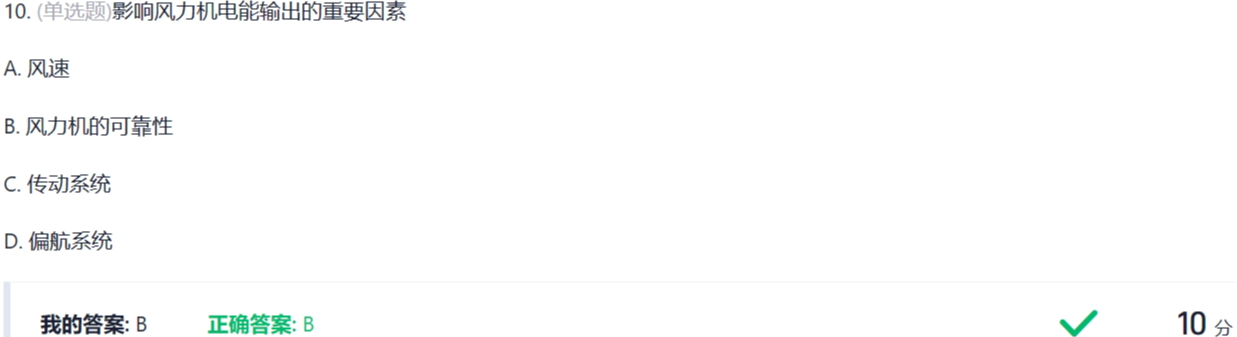 10. (单选题)影响风力机电能输出的重要因素
A. 风速
B. 风力机的可靠性
C. 传动系统
D. 偏航系统
我的答案: B 正确答案: B 10 分